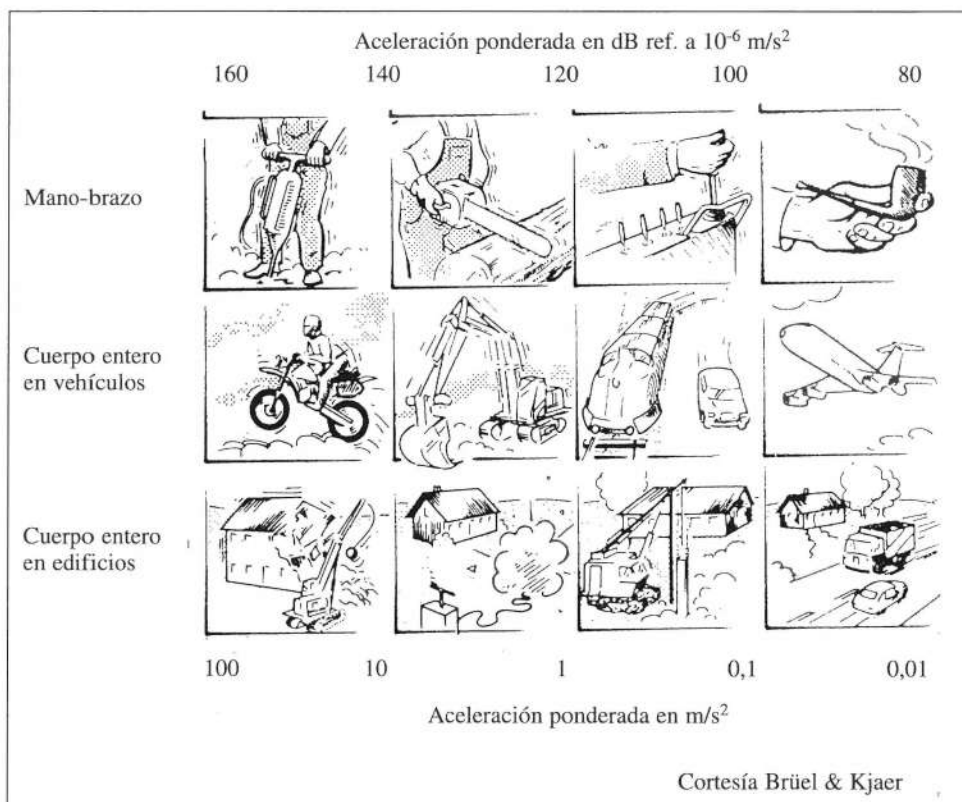 Aceleración ponderada en dB ref. a 10⁻⁶ m/s²
160 140 120 100 80
Mano-brazo
Cuerpo entero
en vehículos
Cuerpo entero
en edificios
100 10 1 0,1 0,01
Aceleración ponderada en m/s²
Cortesía Brüel & Kjaer